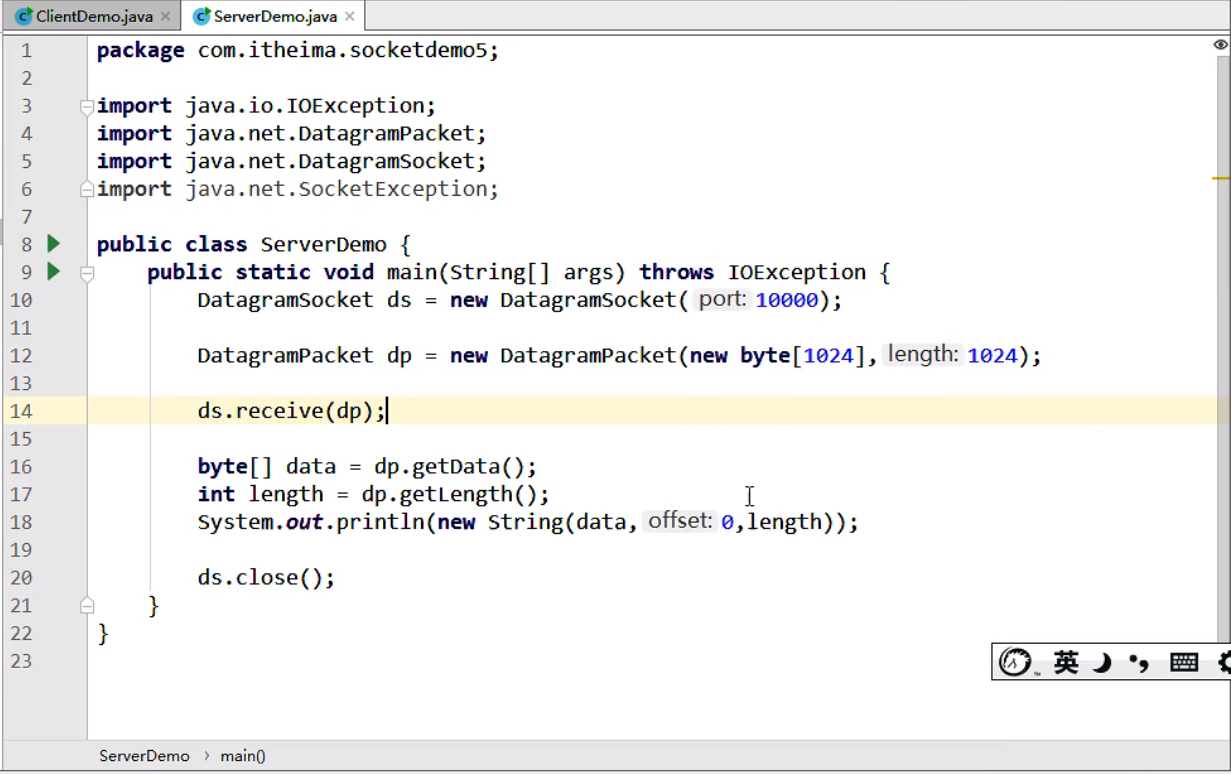 ClientDemo.java ServerDemo.java
1 package com.itheima.socketdemo5;
2
3 import java.io.IOException;
4 import java.net.DatagramPacket;
5 import java.net.DatagramSocket;
6 import java.net.SocketException;
7
8 public class ServerDemo {
9 public static void main(String[] args) throws IOException {
10 DatagramSocket ds = new DatagramSocket( port: 10000);
11
12 DatagramPacket dp = new DatagramPacket(new byte[1024], length: 1024);
13
14 ds.receive(dp);
15
16 byte[] data = dp.getData();
17 int length = dp.getLength();
18 System.out.println(new String(data, offset: 0,length));
19
20 ds.close();
21 }
22 }
23
英
ServerDemo › main()